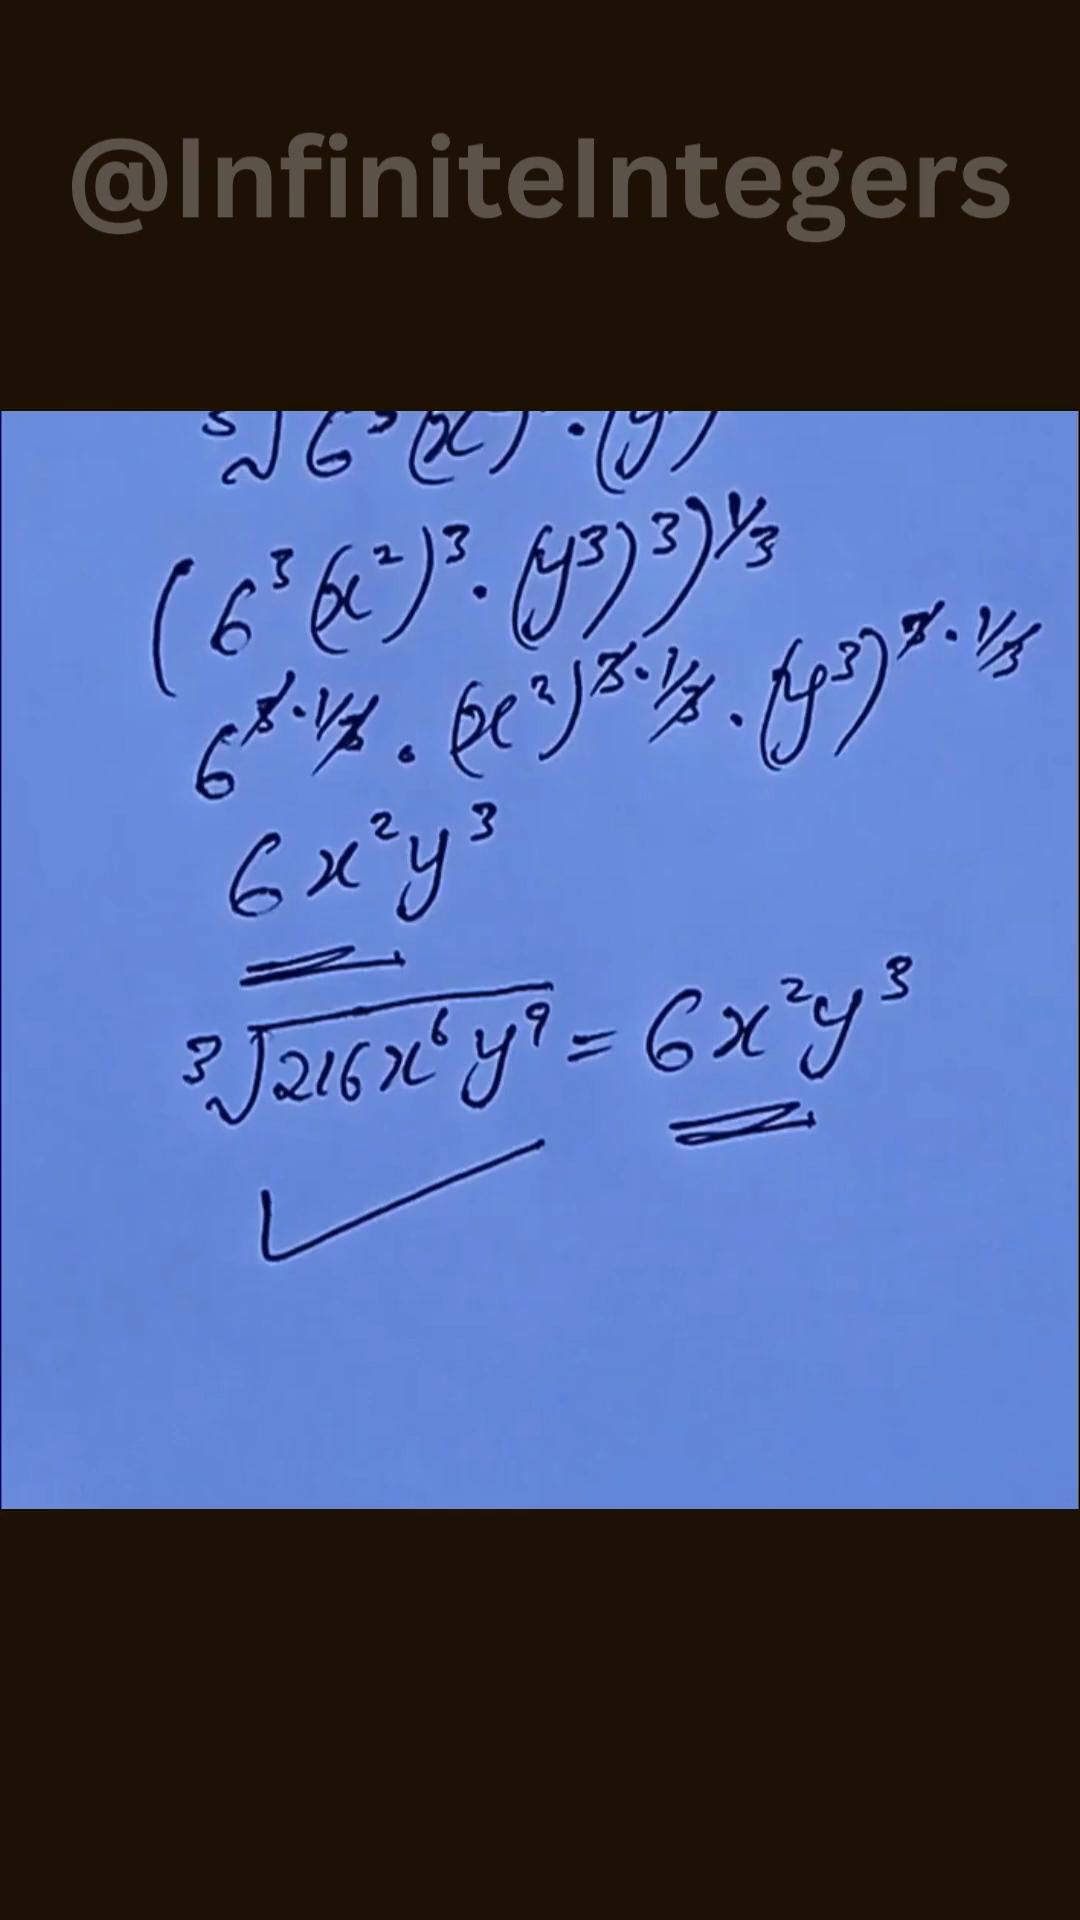 @InfiniteIntegers
(6³(x²)³·(y³)³)^1/3
6^3·1/3 · (x²)^3·1/3 · (y³)^3·1/3
6x²y³
³√216x⁶y⁹ = 6x²y³